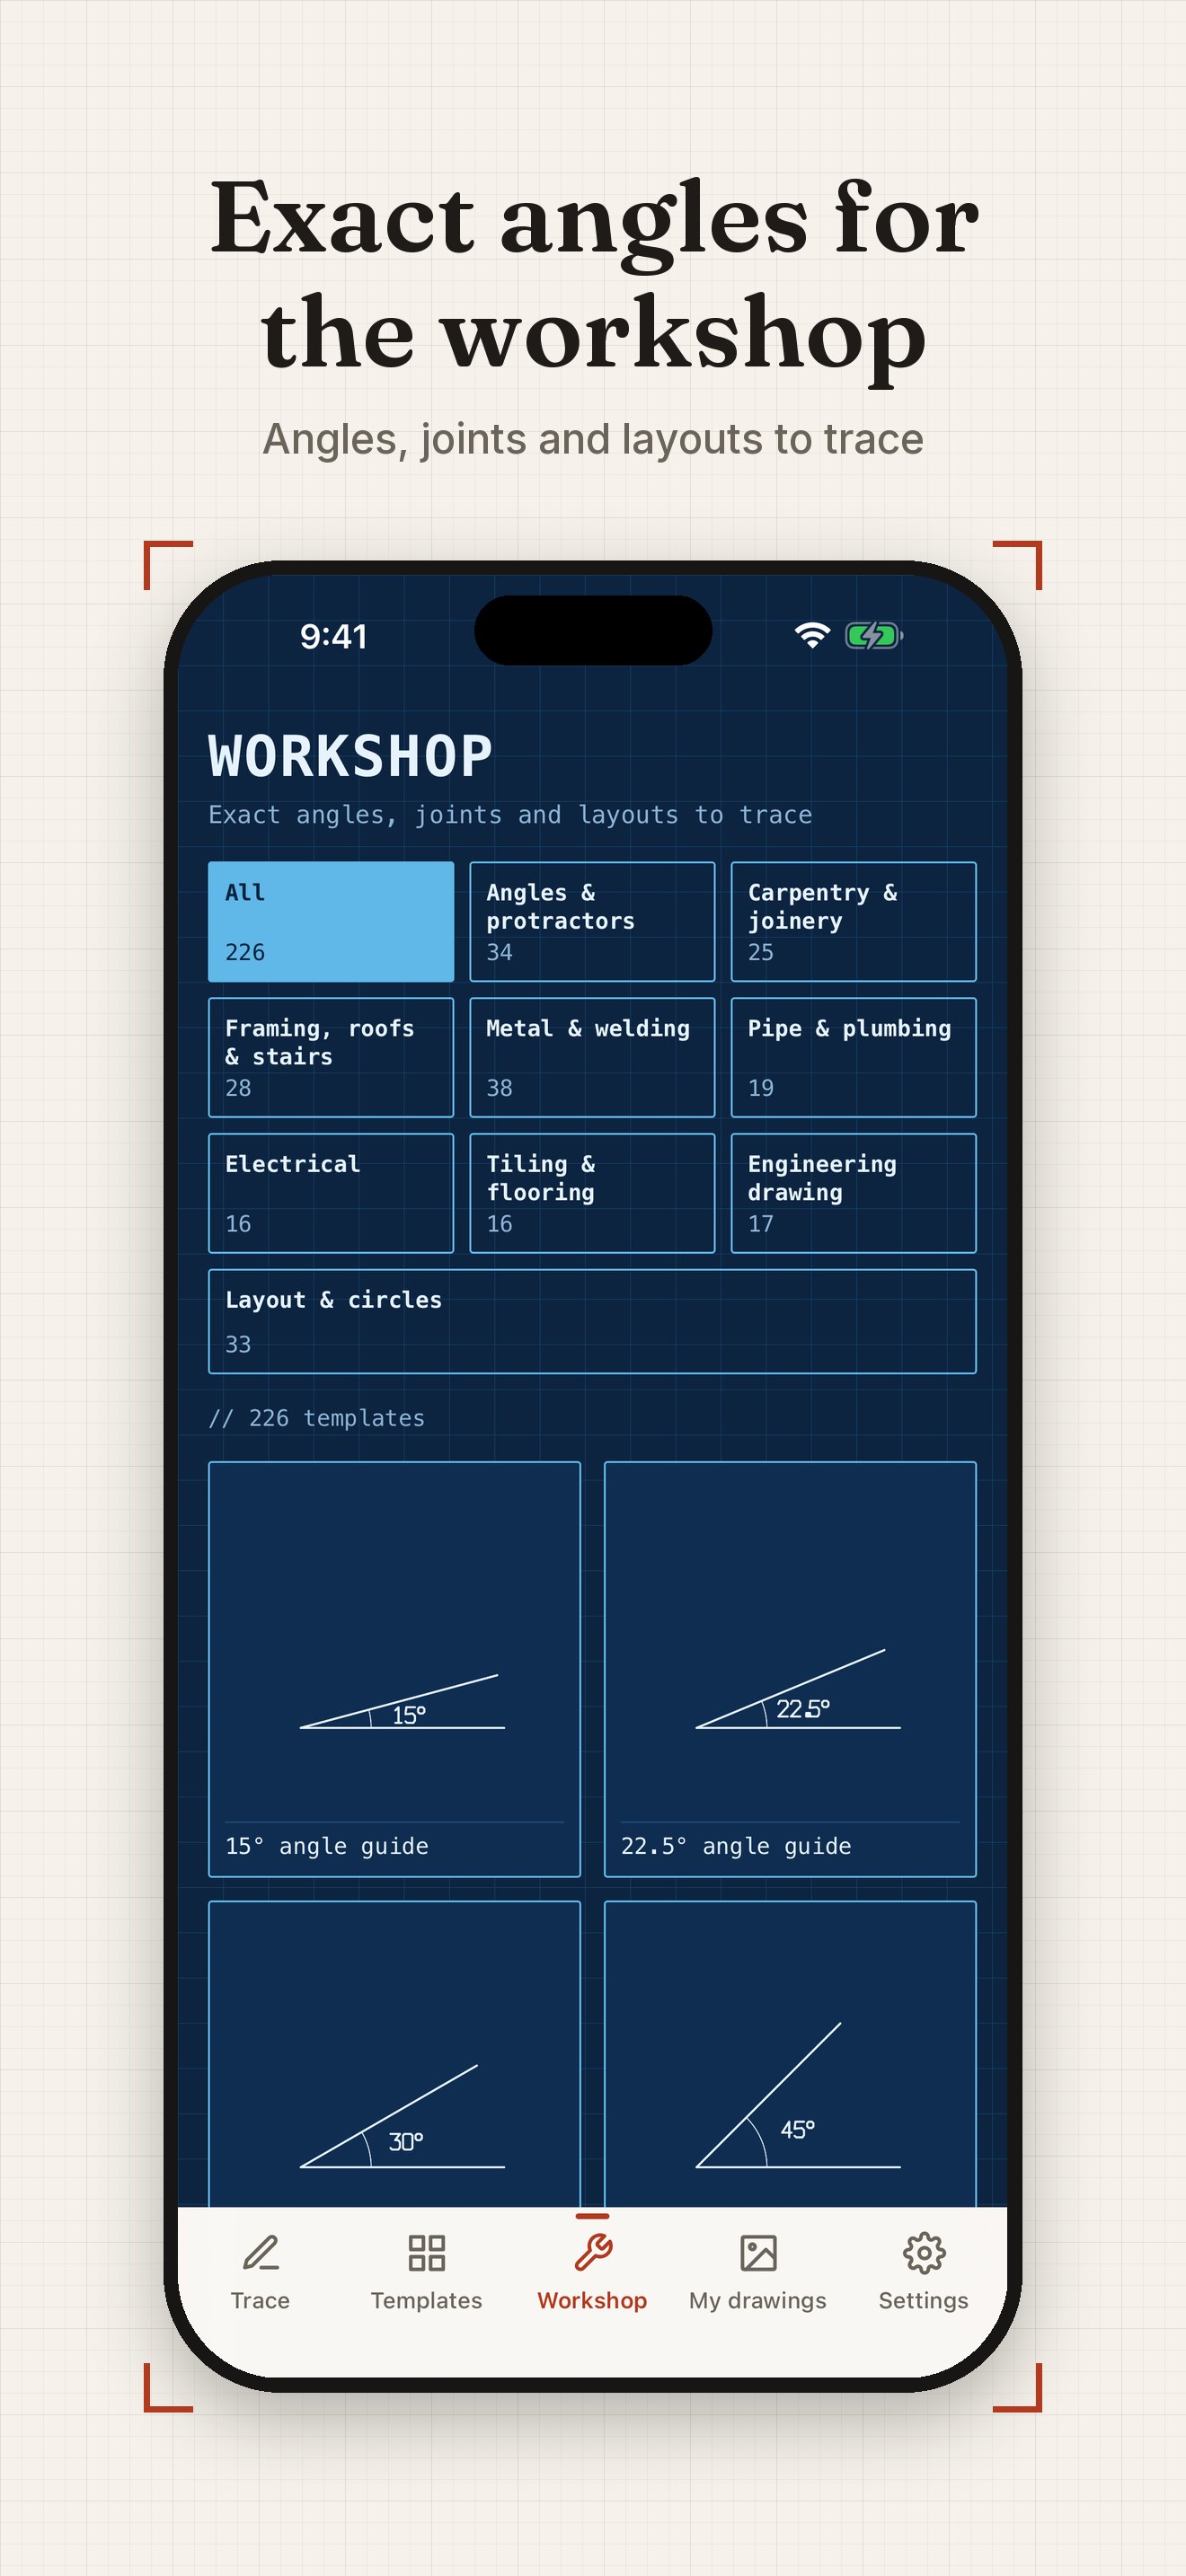 Exact angles for
the workshop
Angles, joints and layouts to trace
9:41
WORKSHOP
Exact angles, joints and layouts to trace
All
226
Angles &
protractors
34
Carpentry &
joinery
25
Framing, roofs
& stairs
28
Metal & welding
38
Pipe & plumbing
19
Electrical
16
Tiling &
flooring
16
Engineering
drawing
17
Layout & circles
33
// 226 templates
15°
15° angle guide
22.5°
22.5° angle guide
30°
45°
Trace
Templates
Workshop
My drawings
Settings